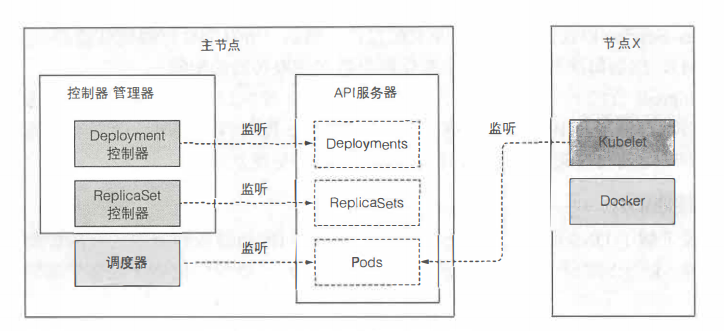 主节点
节点X
控制器 管理器
API服务器
Deployment
控制器
监听
Deployments
监听
Kubelet
ReplicaSet
控制器
监听
ReplicaSets
Docker
调度器
监听
Pods